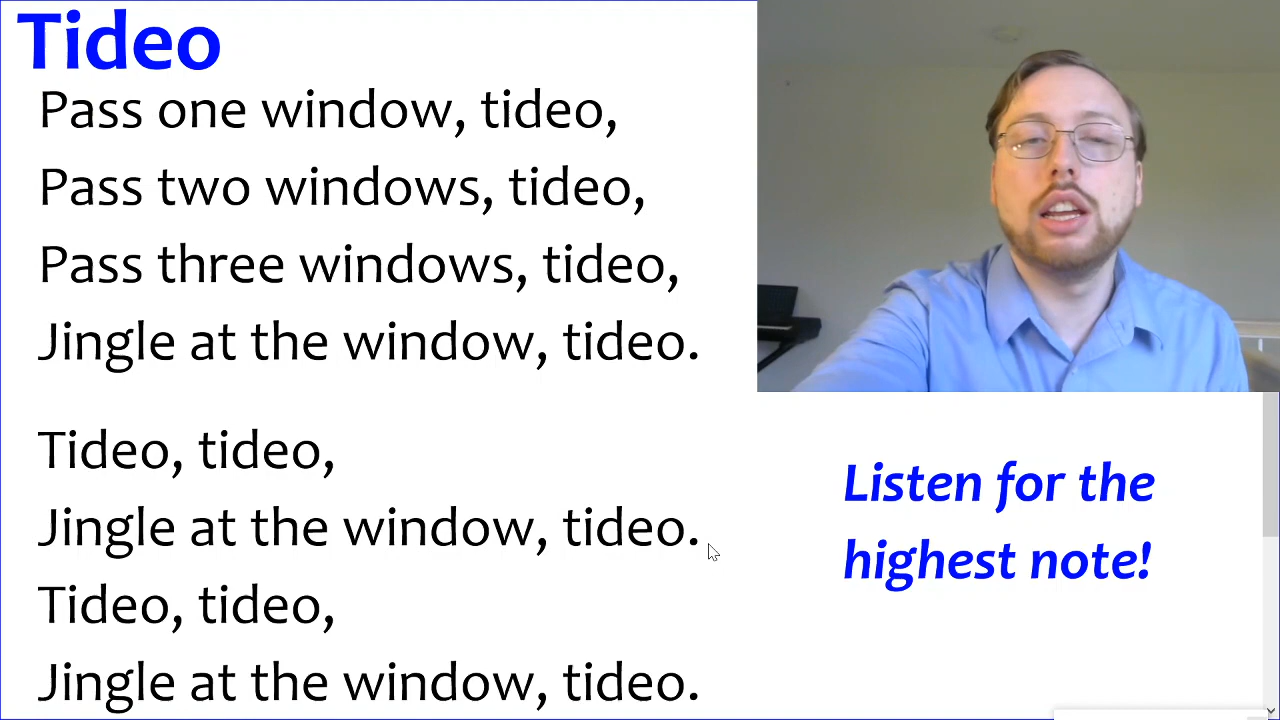 Tideo
Pass one window, tideo,
Pass two windows, tideo,
Pass three windows, tideo,
Jingle at the window, tideo.
Tideo, tideo,
Jingle at the window, tideo.
Tideo, tideo,
Jingle at the window, tideo.
Listen for the
highest note!